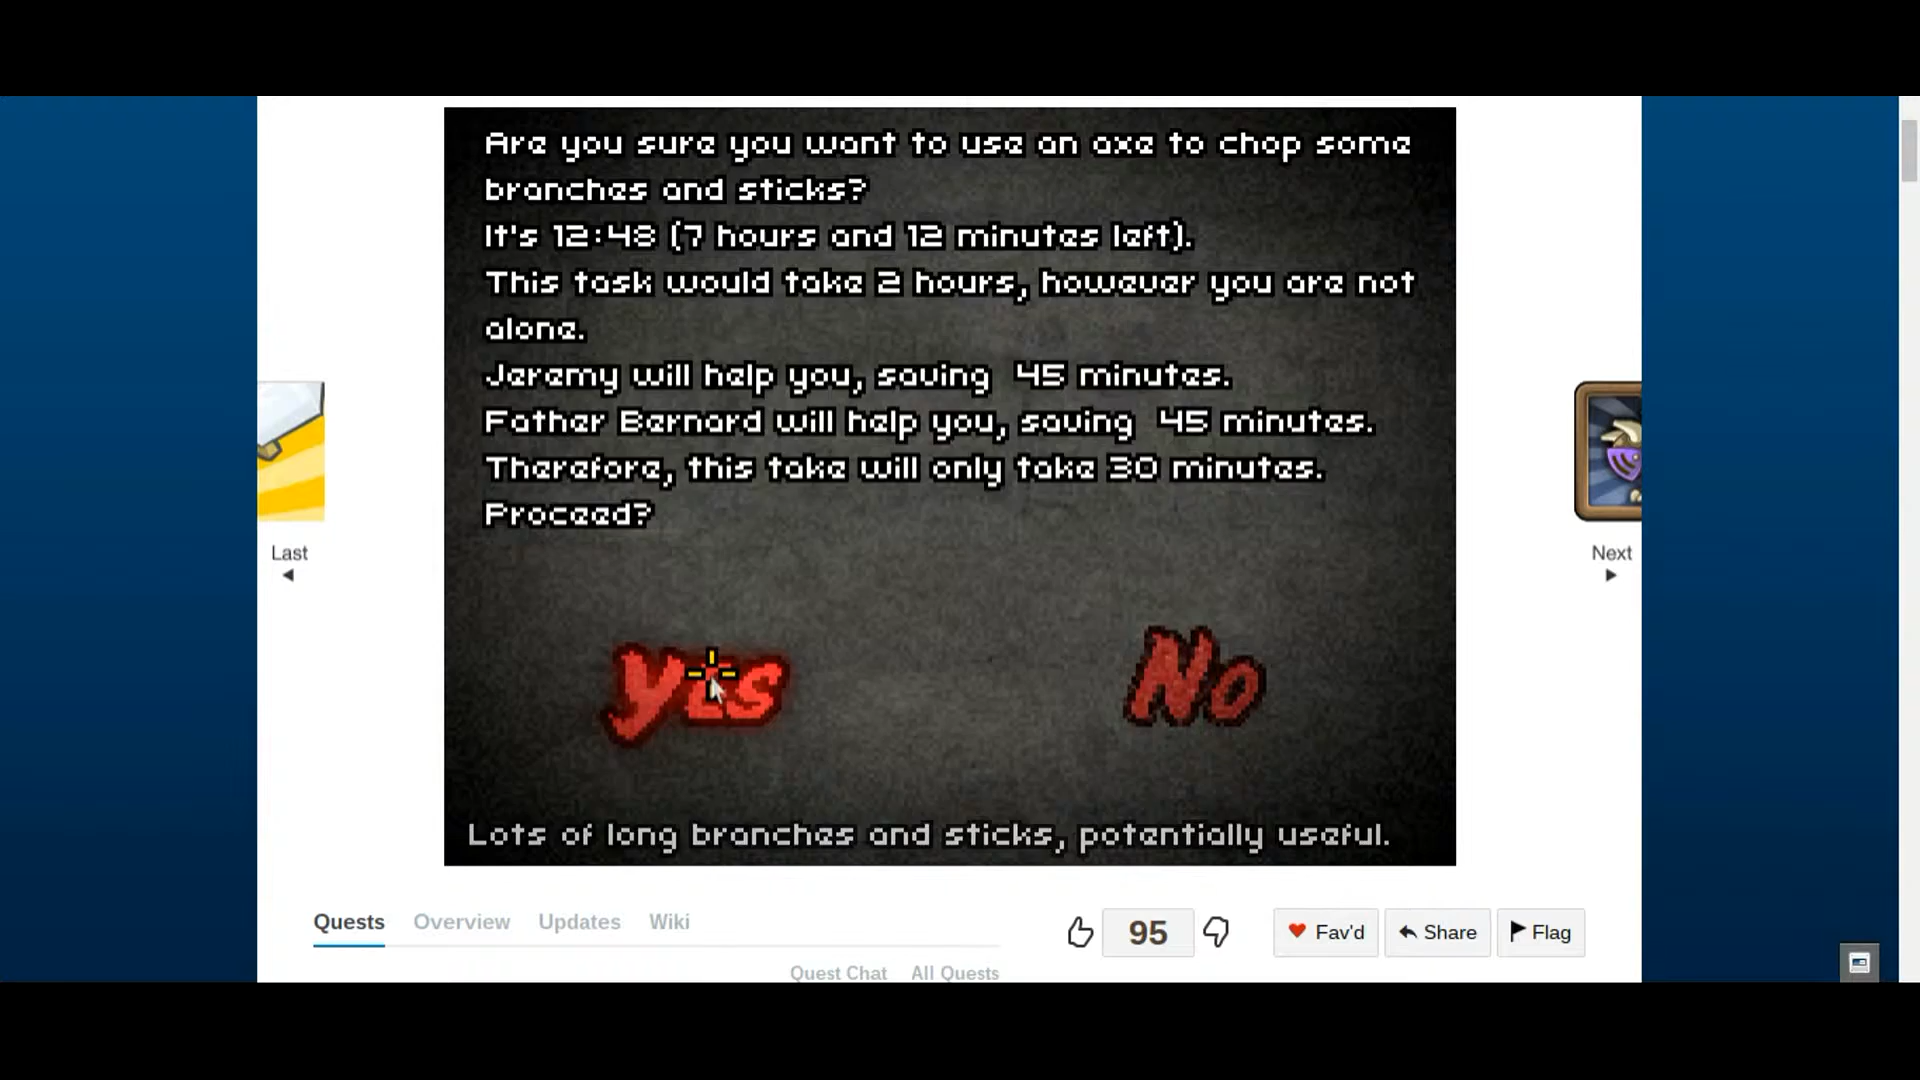 Are you sure you want to use an axe to chop some
branches and sticks?
It's 12:48 (7 hours and 12 minutes left).
This task would take 2 hours, however you are not
alone.
Jeremy will help you, saving 45 minutes.
Father Bernard will help you, saving 45 minutes.
Therefore, this take will only take 30 minutes.
Proceed?
Last
Next
Yes
No
Lots of long branches and sticks, potentially useful.
Quests Overview Updates Wiki
95
Fav'd Share Flag
Quest Chat All Quests